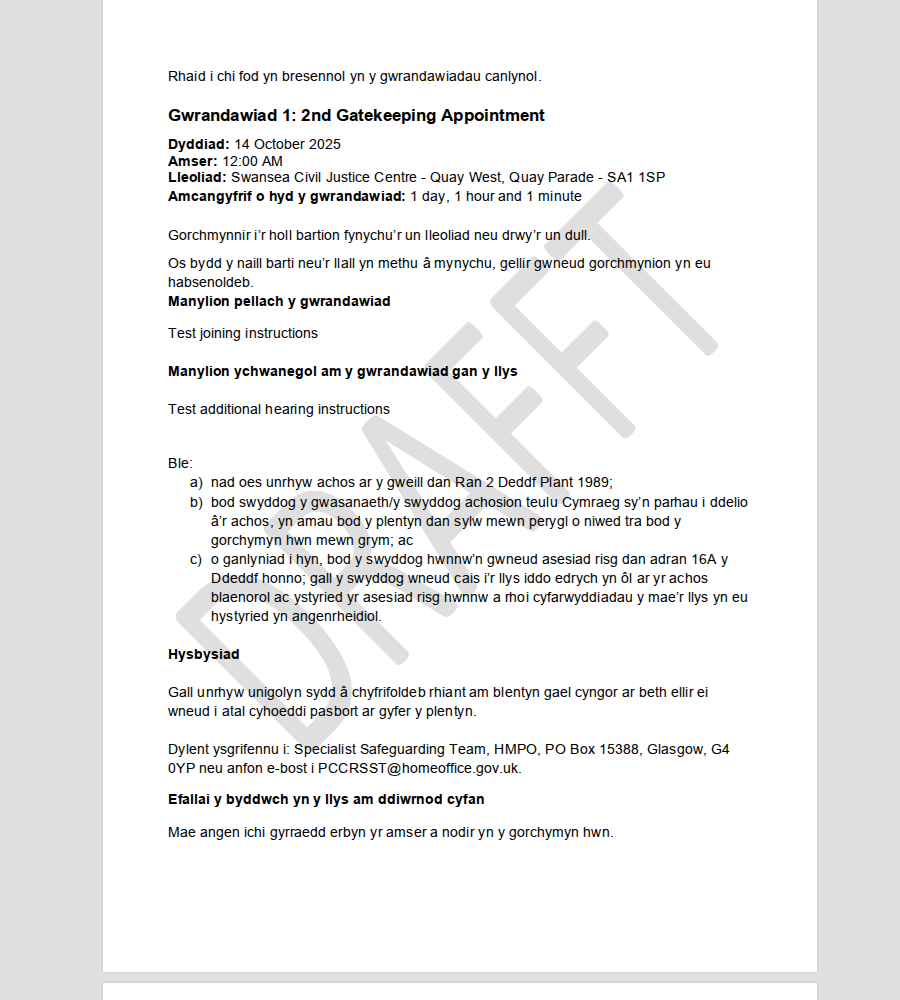 Rhaid i chi fod yn bresennol yn y gwrandawiadau canlynol.
Gwrandawiad 1: 2nd Gatekeeping Appointment
Dyddiad: 14 October 2025
Amser: 12:00 AM
Lleoliad: Swansea Civil Justice Centre - Quay West, Quay Parade - SA1 1SP
Amcangyfrif o hyd y gwrandawiad: 1 day, 1 hour and 1 minute
Gorchmynnir i’r holl bartion fynychu’r un lleoliad neu drwy’r un dull.
Os bydd y naill barti neu’r llall yn methu â mynychu, gellir gwneud gorchmynion yn eu
habsenoldeb.
Manylion pellach y gwrandawiad
Test joining instructions
Manylion ychwanegol am y gwrandawiad gan y llys
Test additional hearing instructions
Ble:
a) nad oes unrhyw achos ar y gweill dan Ran 2 Deddf Plant 1989;
b) bod swyddog y gwasanaeth/y swyddog achosion teulu Cymraeg sy’n parhau i ddelio
â’r achos, yn amau bod y plentyn dan sylw mewn perygl o niwed tra bod y
gorchymyn hwn mewn grym; ac
c) o ganlyniad i hyn, bod y swyddog hwnnw’n gwneud asesiad risg dan adran 16A y
Ddeddf honno; gall y swyddog wneud cais i’r llys iddo edrych yn ôl ar yr achos
blaenorol ac ystyried yr asesiad risg hwnnw a rhoi cyfarwyddiadau y mae’r llys yn eu
hystyried yn angenrheidiol.
Hysbysiad
Gall unrhyw unigolyn sydd â chyfrifoldeb rhiant am blentyn gael cyngor ar beth ellir ei
wneud i atal cyhoeddi pasbort ar gyfer y plentyn.
Dylent ysgrifennu i: Specialist Safeguarding Team, HMPO, PO Box 15388, Glasgow, G4
0YP neu anfon e-bost i PCCRSST@homeoffice.gov.uk.
Efallai y byddwch yn y llys am ddiwrnod cyfan
Mae angen ichi gyrraedd erbyn yr amser a nodir yn y gorchymyn hwn.
DRAFFT